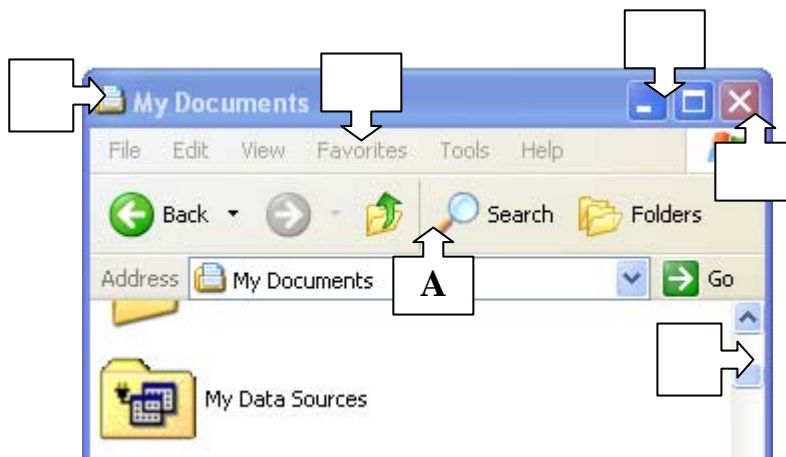 My Documents
File Edit View Favorites Tools Help
Back Search Folders
Address My Documents Go
A
My Data Sources